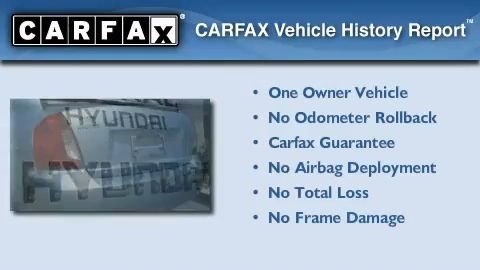 CARFAX® CARFAX Vehicle History Report™
• One Owner Vehicle
• No Odometer Rollback
• Carfax Guarantee
• No Airbag Deployment
• No Total Loss
• No Frame Damage
HYUNDAI
HYUNDAI